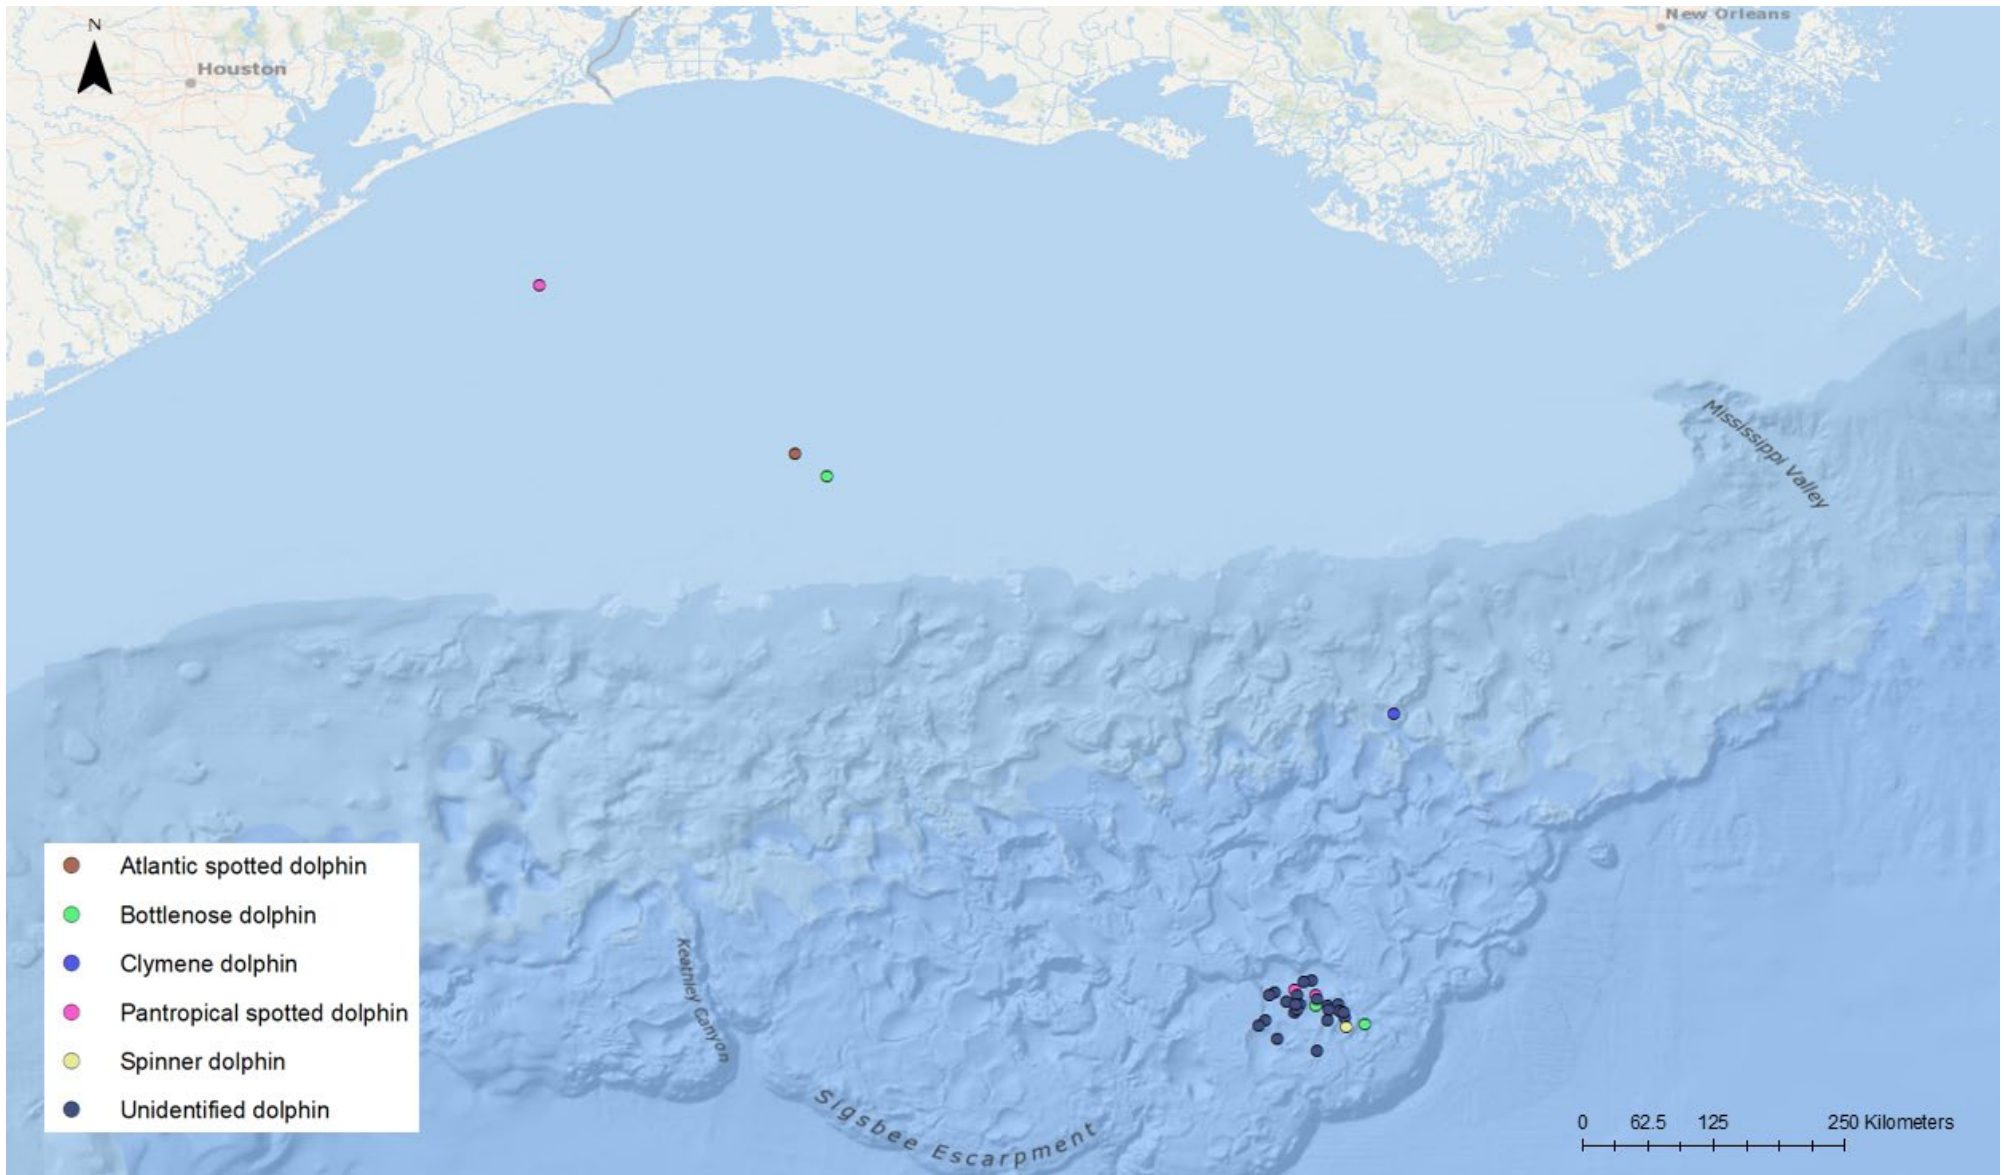 New Orleans
N
Houston
Mississippi Valley
Keathley Canyon
Sigsbee Escarpment
Atlantic spotted dolphin
Bottlenose dolphin
Clymene dolphin
Pantropical spotted dolphin
Spinner dolphin
Unidentified dolphin
0 62.5 125 250 Kilometers